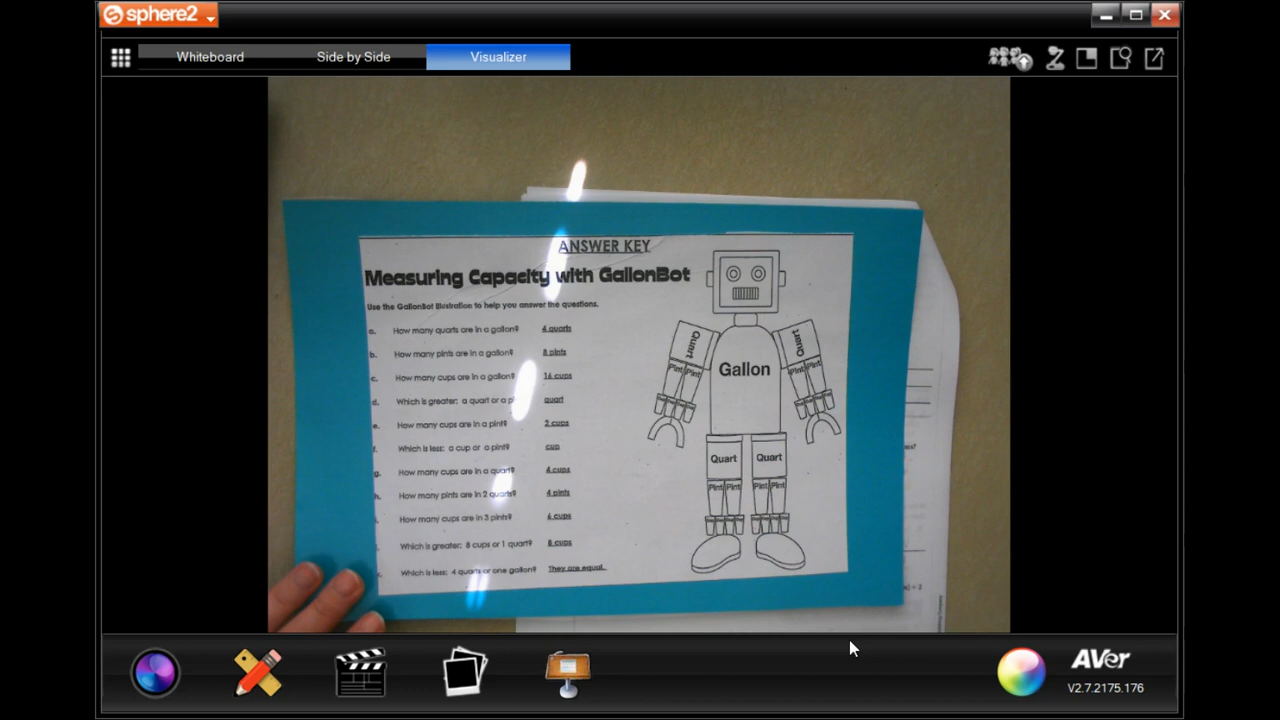 sphere2
Whiteboard Side by Side Visualizer
ANSWER KEY
Measuring Capacity with GallonBot
Use the GallonBot illustration to help you answer the questions.
a. How many quarts are in a gallon? 4 quarts
b. How many pints are in a gallon? 8 pints
c. How many cups are in a gallon? 16 cups
d. Which is greater: a quart or a quart
e. How many cups are in a pint? 2 cups
f. Which is less: a cup or a pint? cup
g. How many cups are in a quart? 4 cups
h. How many pints are in 2 quarts? 4 pints
How many cups are in 3 pints? 6 cups
Which is greater: 8 cups or 1 quart? 8 cups
Which is less: 4 quarts or one gallon? They are equal.
Quart Quart
Pint Pint Pint Pint
Gallon
Quart Quart
Pint Pint Pint Pint
AVer
V2.7.2175.176